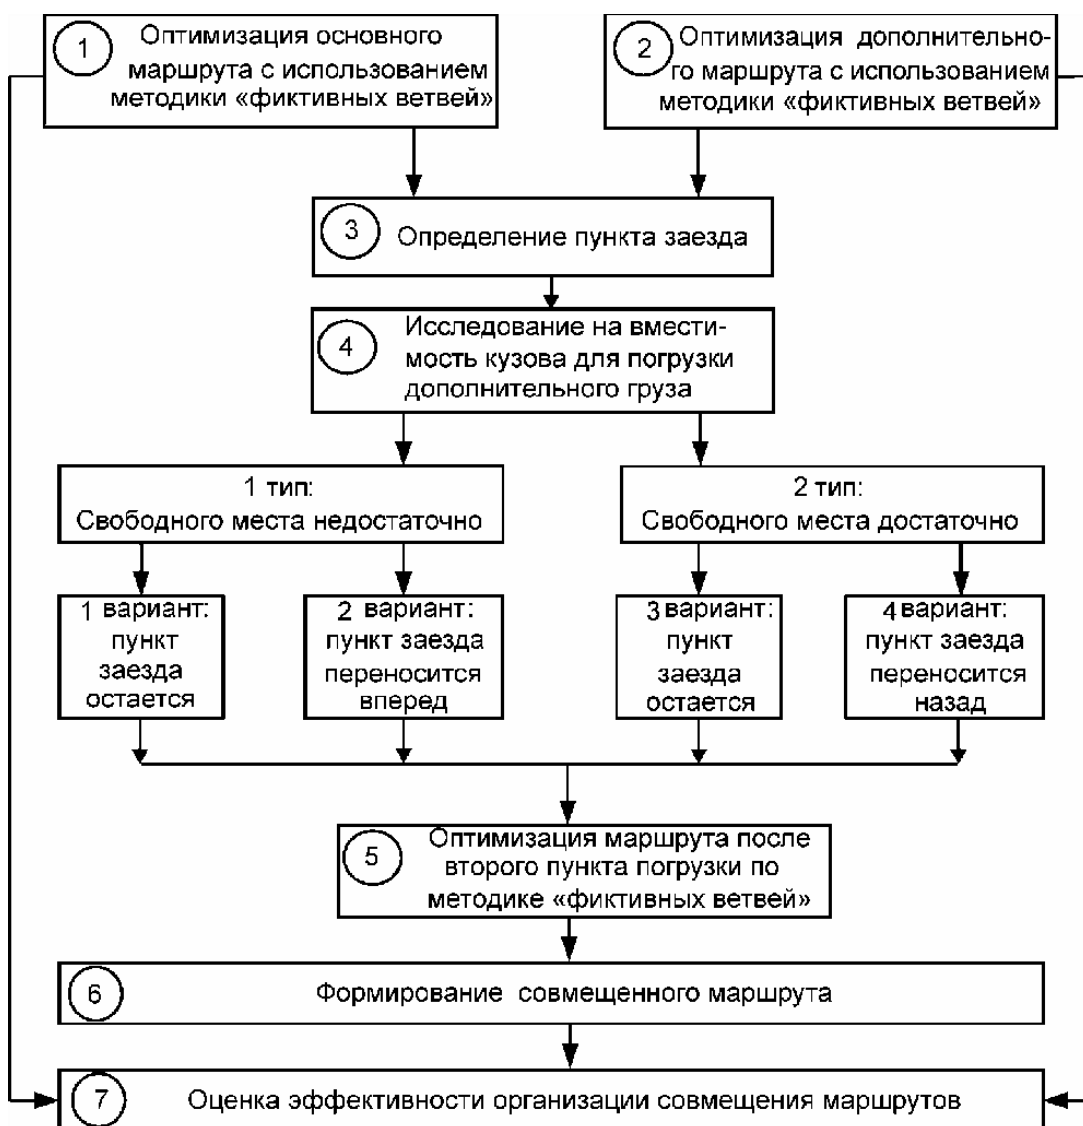 1
Оптимизация основного
маршрута с использованием
методики «фиктивных ветвей»
2
Оптимизация дополнительно-
го маршрута с использованием
методики «фиктивных ветвей»
3
Определение пункта заезда
4
Исследование на вмести-
мость кузова для погрузки
дополнительного груза
1 тип:
Свободного места недостаточно
2 тип:
Свободного места достаточно
1 вариант:
пункт
заезда
остается
2 вариант:
пункт заезда
переносится
вперед
3 вариант:
пункт
заезда
остается
4 вариант:
пункт заезда
переносится
назад
5
Оптимизация маршрута после
второго пункта погрузки по
методике «фиктивных ветвей»
6
Формирование совмещенного маршрута
7
Оценка эффективности организации совмещения маршрутов